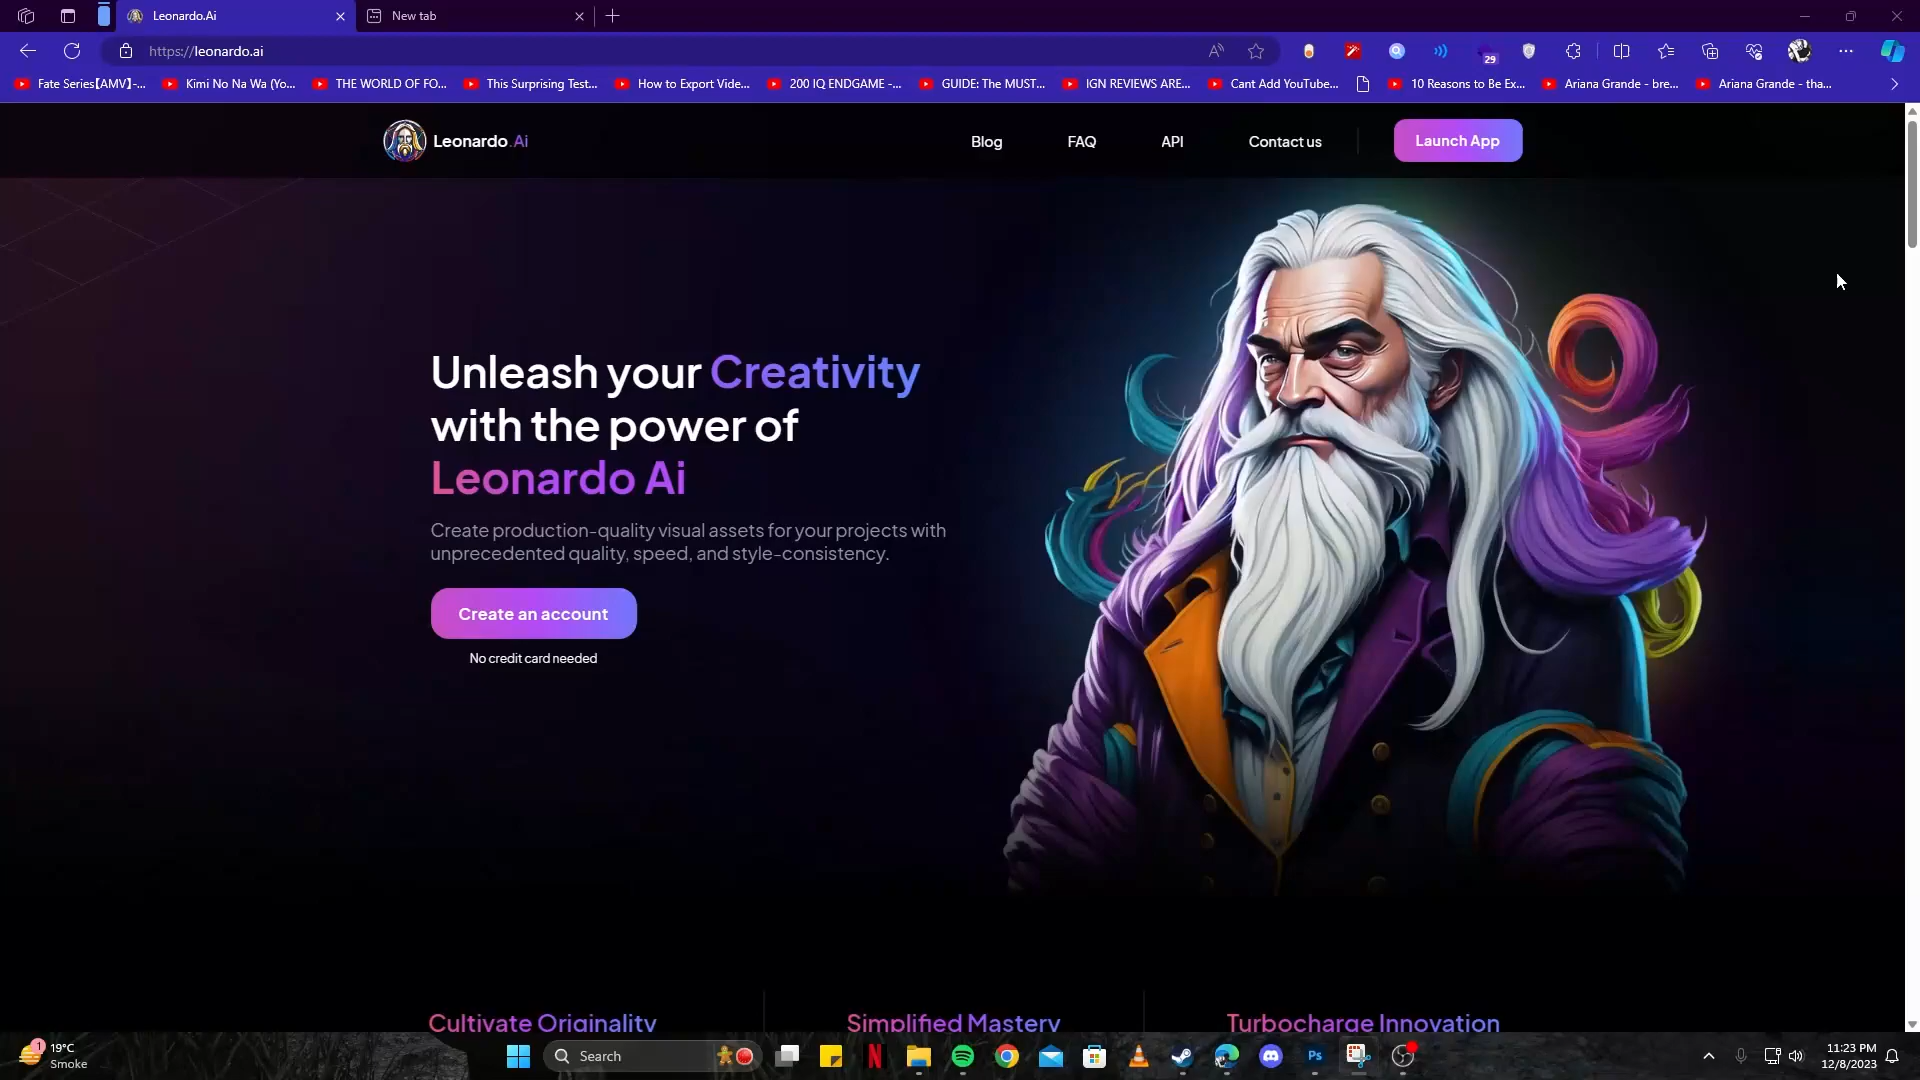 Leonardo.Ai
New tab
https://leonardo.ai
29
Fate Series【AMV】-...
Kimi No Na Wa (Yo...
THE WORLD OF FO...
This Surprising Test...
How to Export Vide...
200 IQ ENDGAME -...
GUIDE: The MUST...
IGN REVIEWS ARE...
Cant Add YouTube...
10 Reasons to Be Ex...
Ariana Grande - bre...
Ariana Grande - tha...
Leonardo.Ai
Blog
FAQ
API
Contact us
Launch App
Unleash your Creativity
with the power of
Leonardo Ai
Create production-quality visual assets for your projects with
unprecedented quality, speed, and style-consistency.
Create an account
No credit card needed
Cultivate Originality
Simplified Mastery
Turbocharge Innovation
1
19°C
Smoke
Search
Ps
11:23 PM
12/8/2023